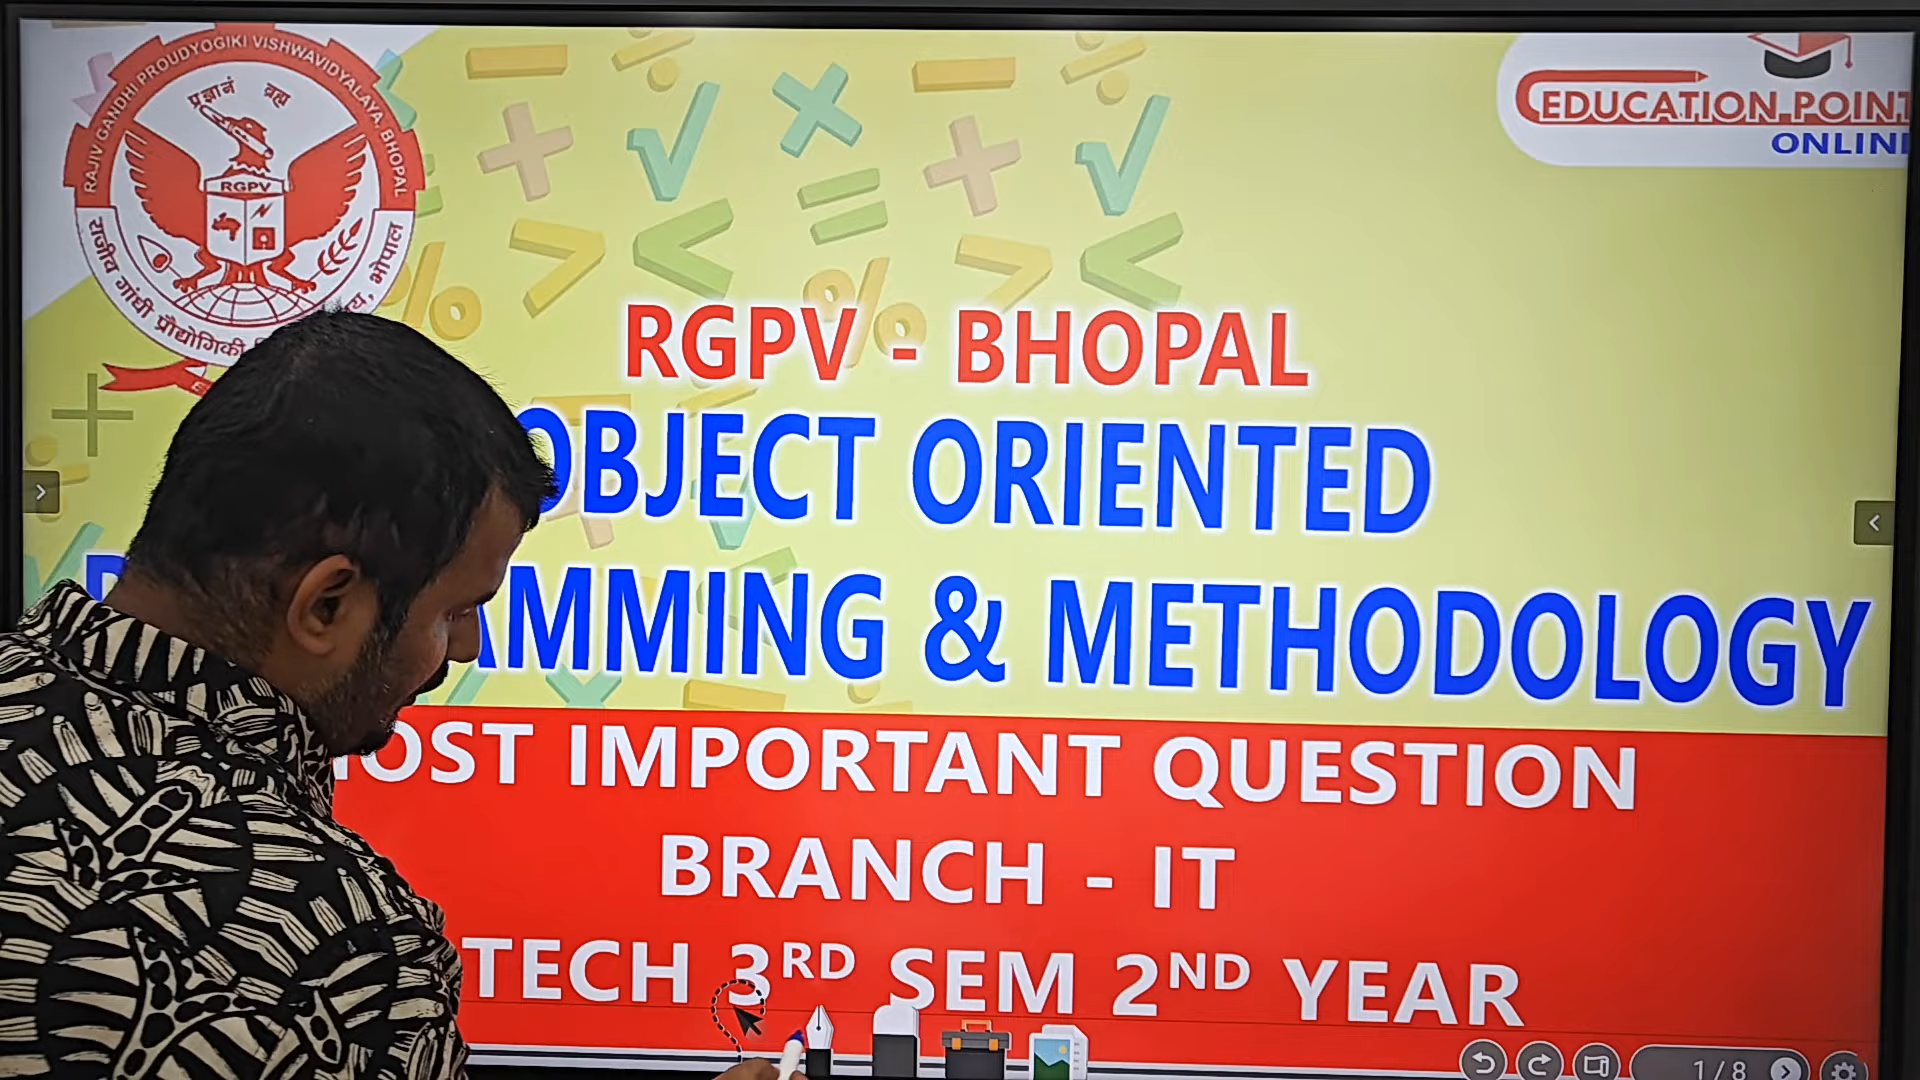 RAJIV GANDHI PROUDYOGIKI VISHWAVIDYALAYA, BHOPAL
प्रज्ञानं ब्रह्म
RGPV
राजीव गांधी प्रौद्योगिकी
भोपाल
EDUCATION POINT
ONLIN
RGPV - BHOPAL
OBJECT ORIENTED
AMMING & METHODOLOGY
OST IMPORTANT QUESTION
BRANCH - IT
TECH 3RD SEM 2ND YEAR
1/8